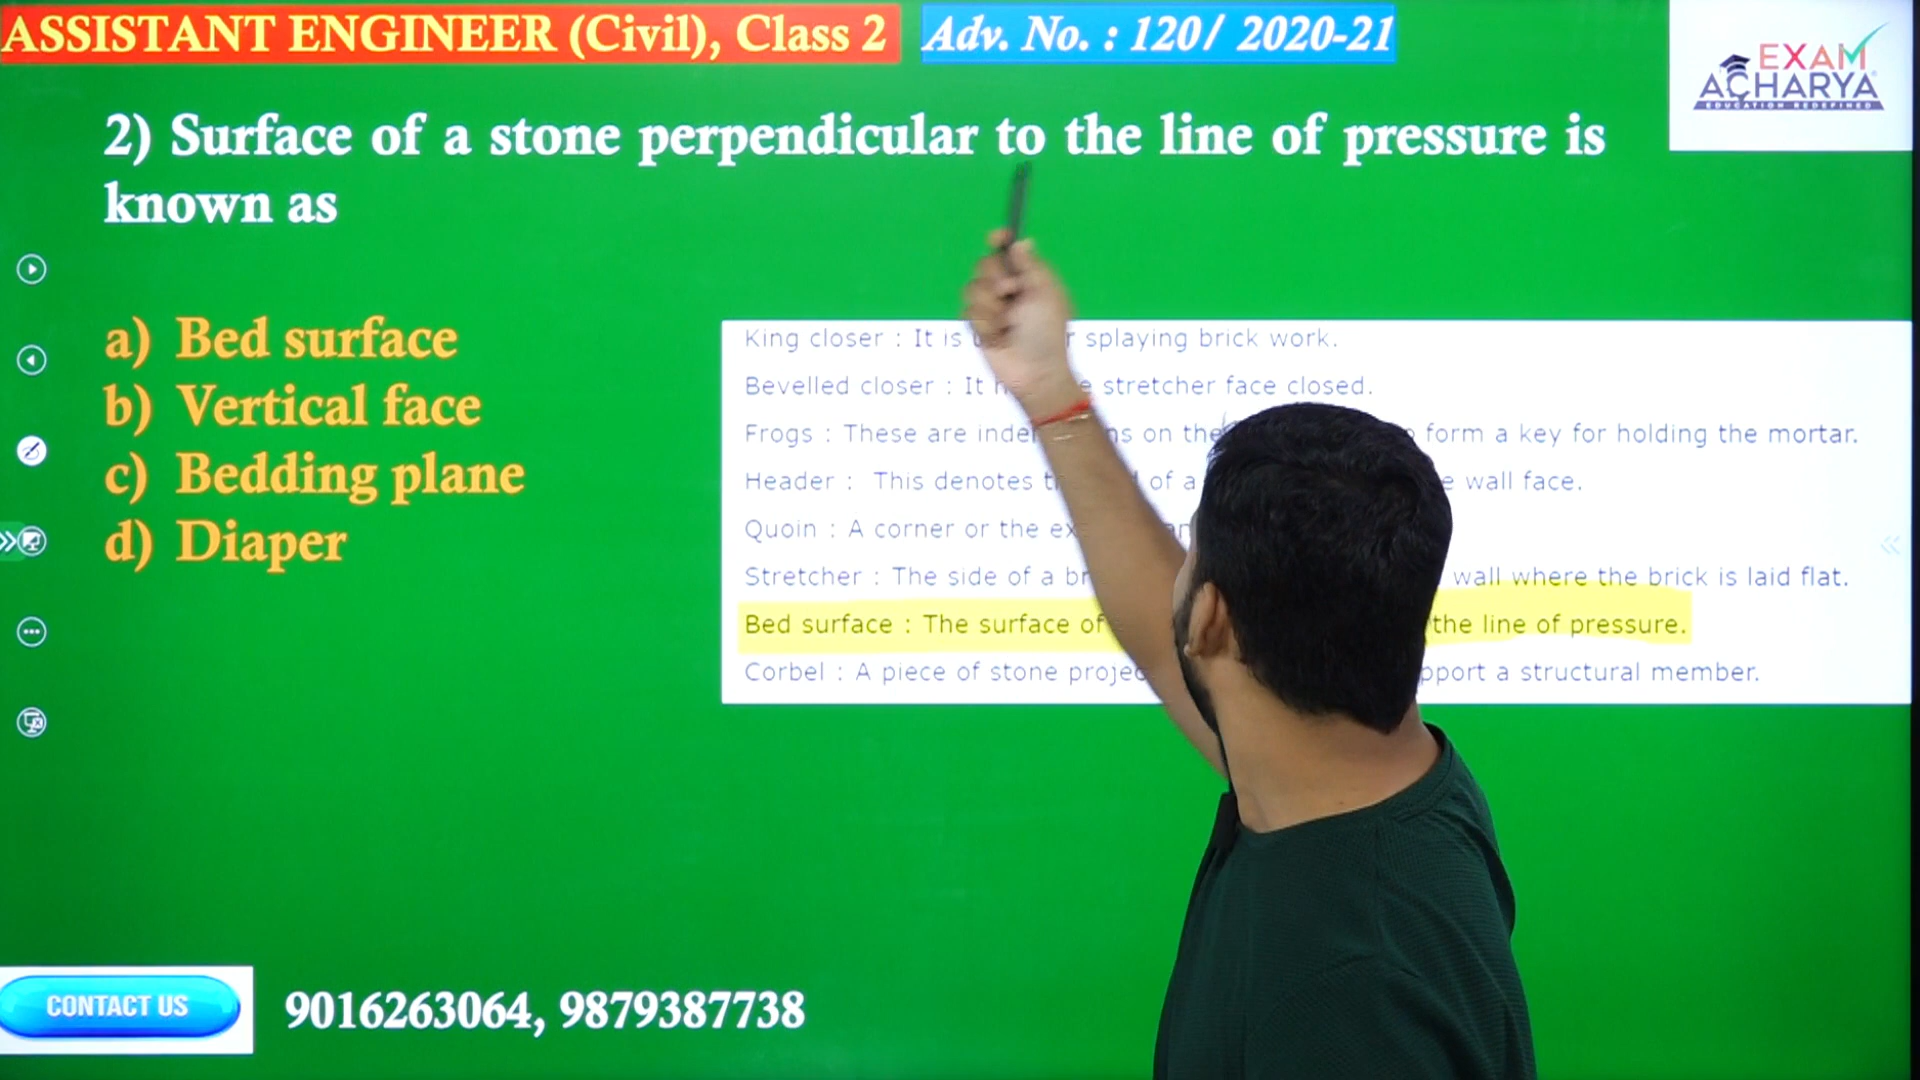 ASSISTANT ENGINEER (Civil), Class 2
Adv. No. : 120/ 2020-21
EXAM
ACHARYA
EDUCATION REDEFINED
2) Surface of a stone perpendicular to the line of pressure is
known as
a) Bed surface
b) Vertical face
c) Bedding plane
d) Diaper
King closer : It is splaying brick work.
Bevelled closer : It stretcher face closed.
Frogs : These are on the form a key for holding the mortar.
Header : This denotes of a wall face.
Quoin : A corner or the
Stretcher : The side of a wall where the brick is laid flat.
Bed surface : The surface of the line of pressure.
Corbel : A piece of stone a structural member.
CONTACT US
9016263064, 9879387738